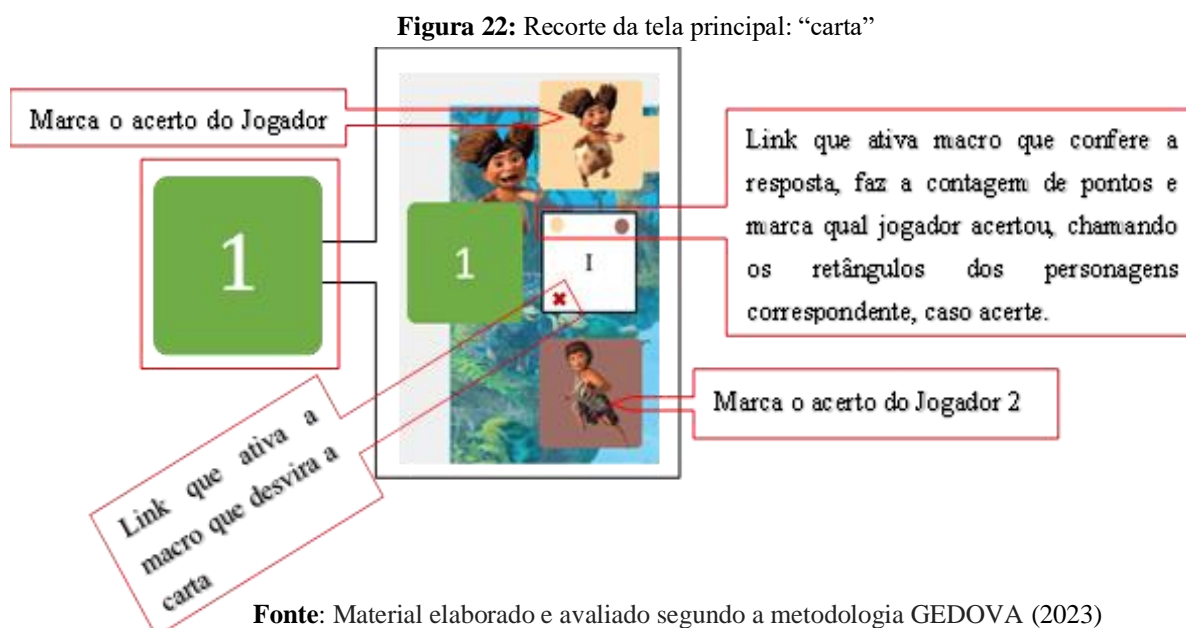 Figura 22: Recorte da tela principal: “carta”
Marca o acerto do Jogador
1
1
I
Link que ativa macro que confere a
resposta, faz a contagem de pontos e
marca qual jogador acertou, chamando
os retângulos dos personagens
correspondente, caso acerte.
Marca o acerto do Jogador 2
Link que ativa a
macro que desvira a
carta
Fonte: Material elaborado e avaliado segundo a metodologia GEDOVA (2023)